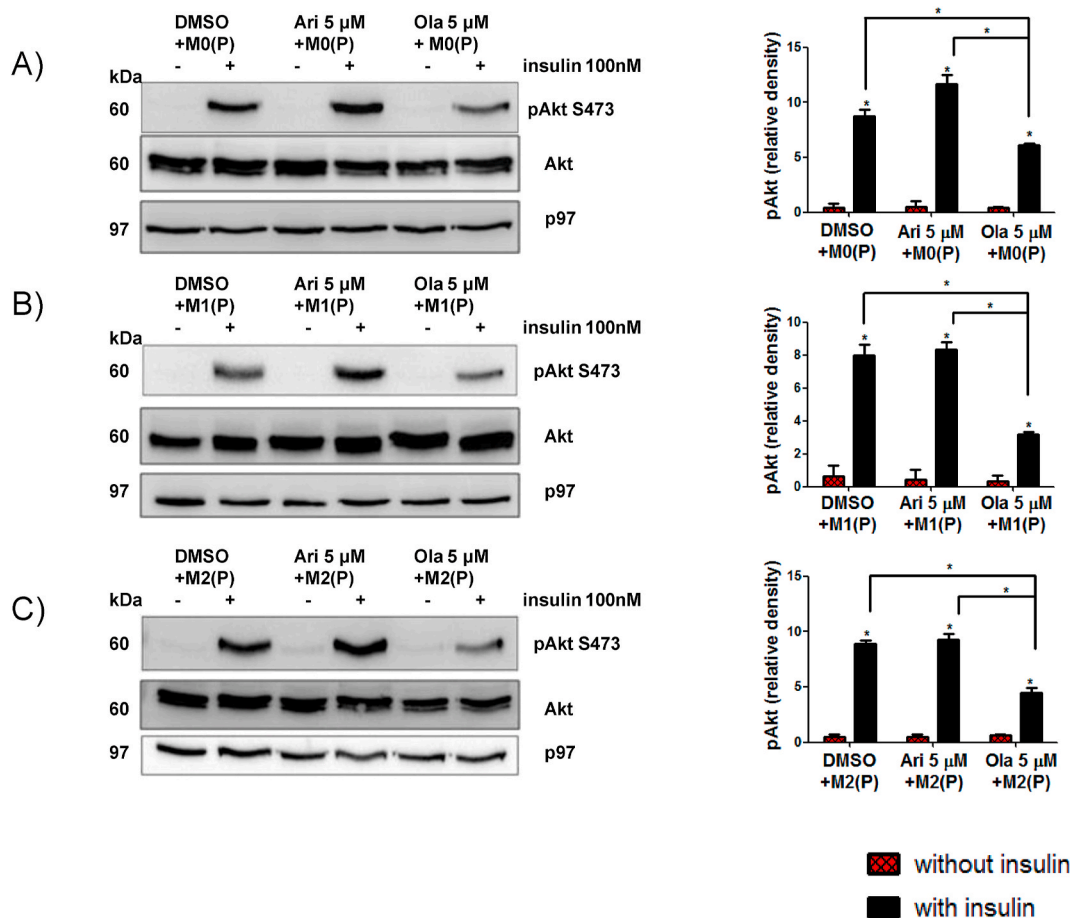 A)
DMSO Ari 5 µM Ola 5 µM
+M0(P) +M0(P) + M0(P)
kDa - + - + - + insulin 100nM
60 pAkt S473
60 Akt
97 p97
pAkt (relative density)
15
10
5
0
* * * * *
DMSO Ari 5 µM Ola 5 µM
+M0(P) +M0(P) +M0(P)
B)
DMSO Ari 5 µM Ola 5 µM
+M1(P) +M1(P) +M1(P)
kDa - + - + - + insulin 100nM
60 pAkt S473
60 Akt
97 p97
pAkt (relative density)
10
8
6
4
2
0
* * * * *
DMSO Ari 5 µM Ola 5 µM
+M1(P) +M1(P) +M1(P)
C)
DMSO Ari 5 µM Ola 5 µM
+M2(P) +M2(P) +M2(P)
kDa - + - + - + insulin 100nM
60 pAkt S473
60 Akt
97 p97
pAkt (relative density)
15
10
5
0
* * * * *
DMSO Ari 5 µM Ola 5 µM
+M2(P) +M2(P) +M2(P)
without insulin
with insulin